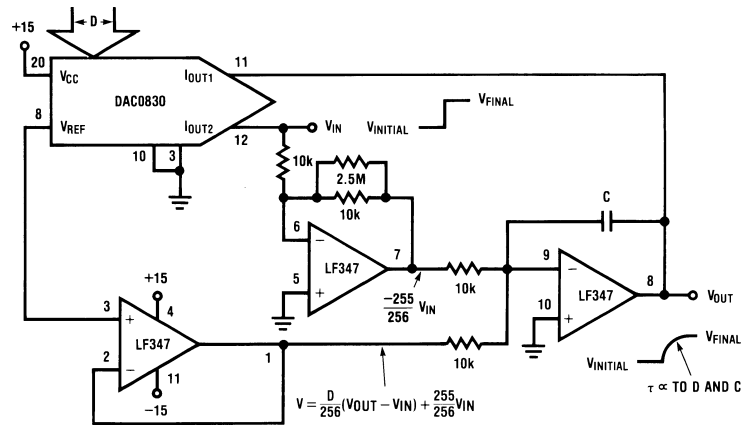 +15
D
20
VCC
IOUT1
11
DAC0830
8
VREF
IOUT2
12
VIN
10
3
VINITIAL
VFINAL
10k
2.5M
10k
6
−
LF347
7
5
+
−255/256 VIN
10k
C
9
−
LF347
8
VOUT
10
+
+15
3
+
4
LF347
2
−
11
−15
1
10k
V = D/256 (VOUT − VIN) + 255/256 VIN
VINITIAL
VFINAL
τ ∝ TO D AND C